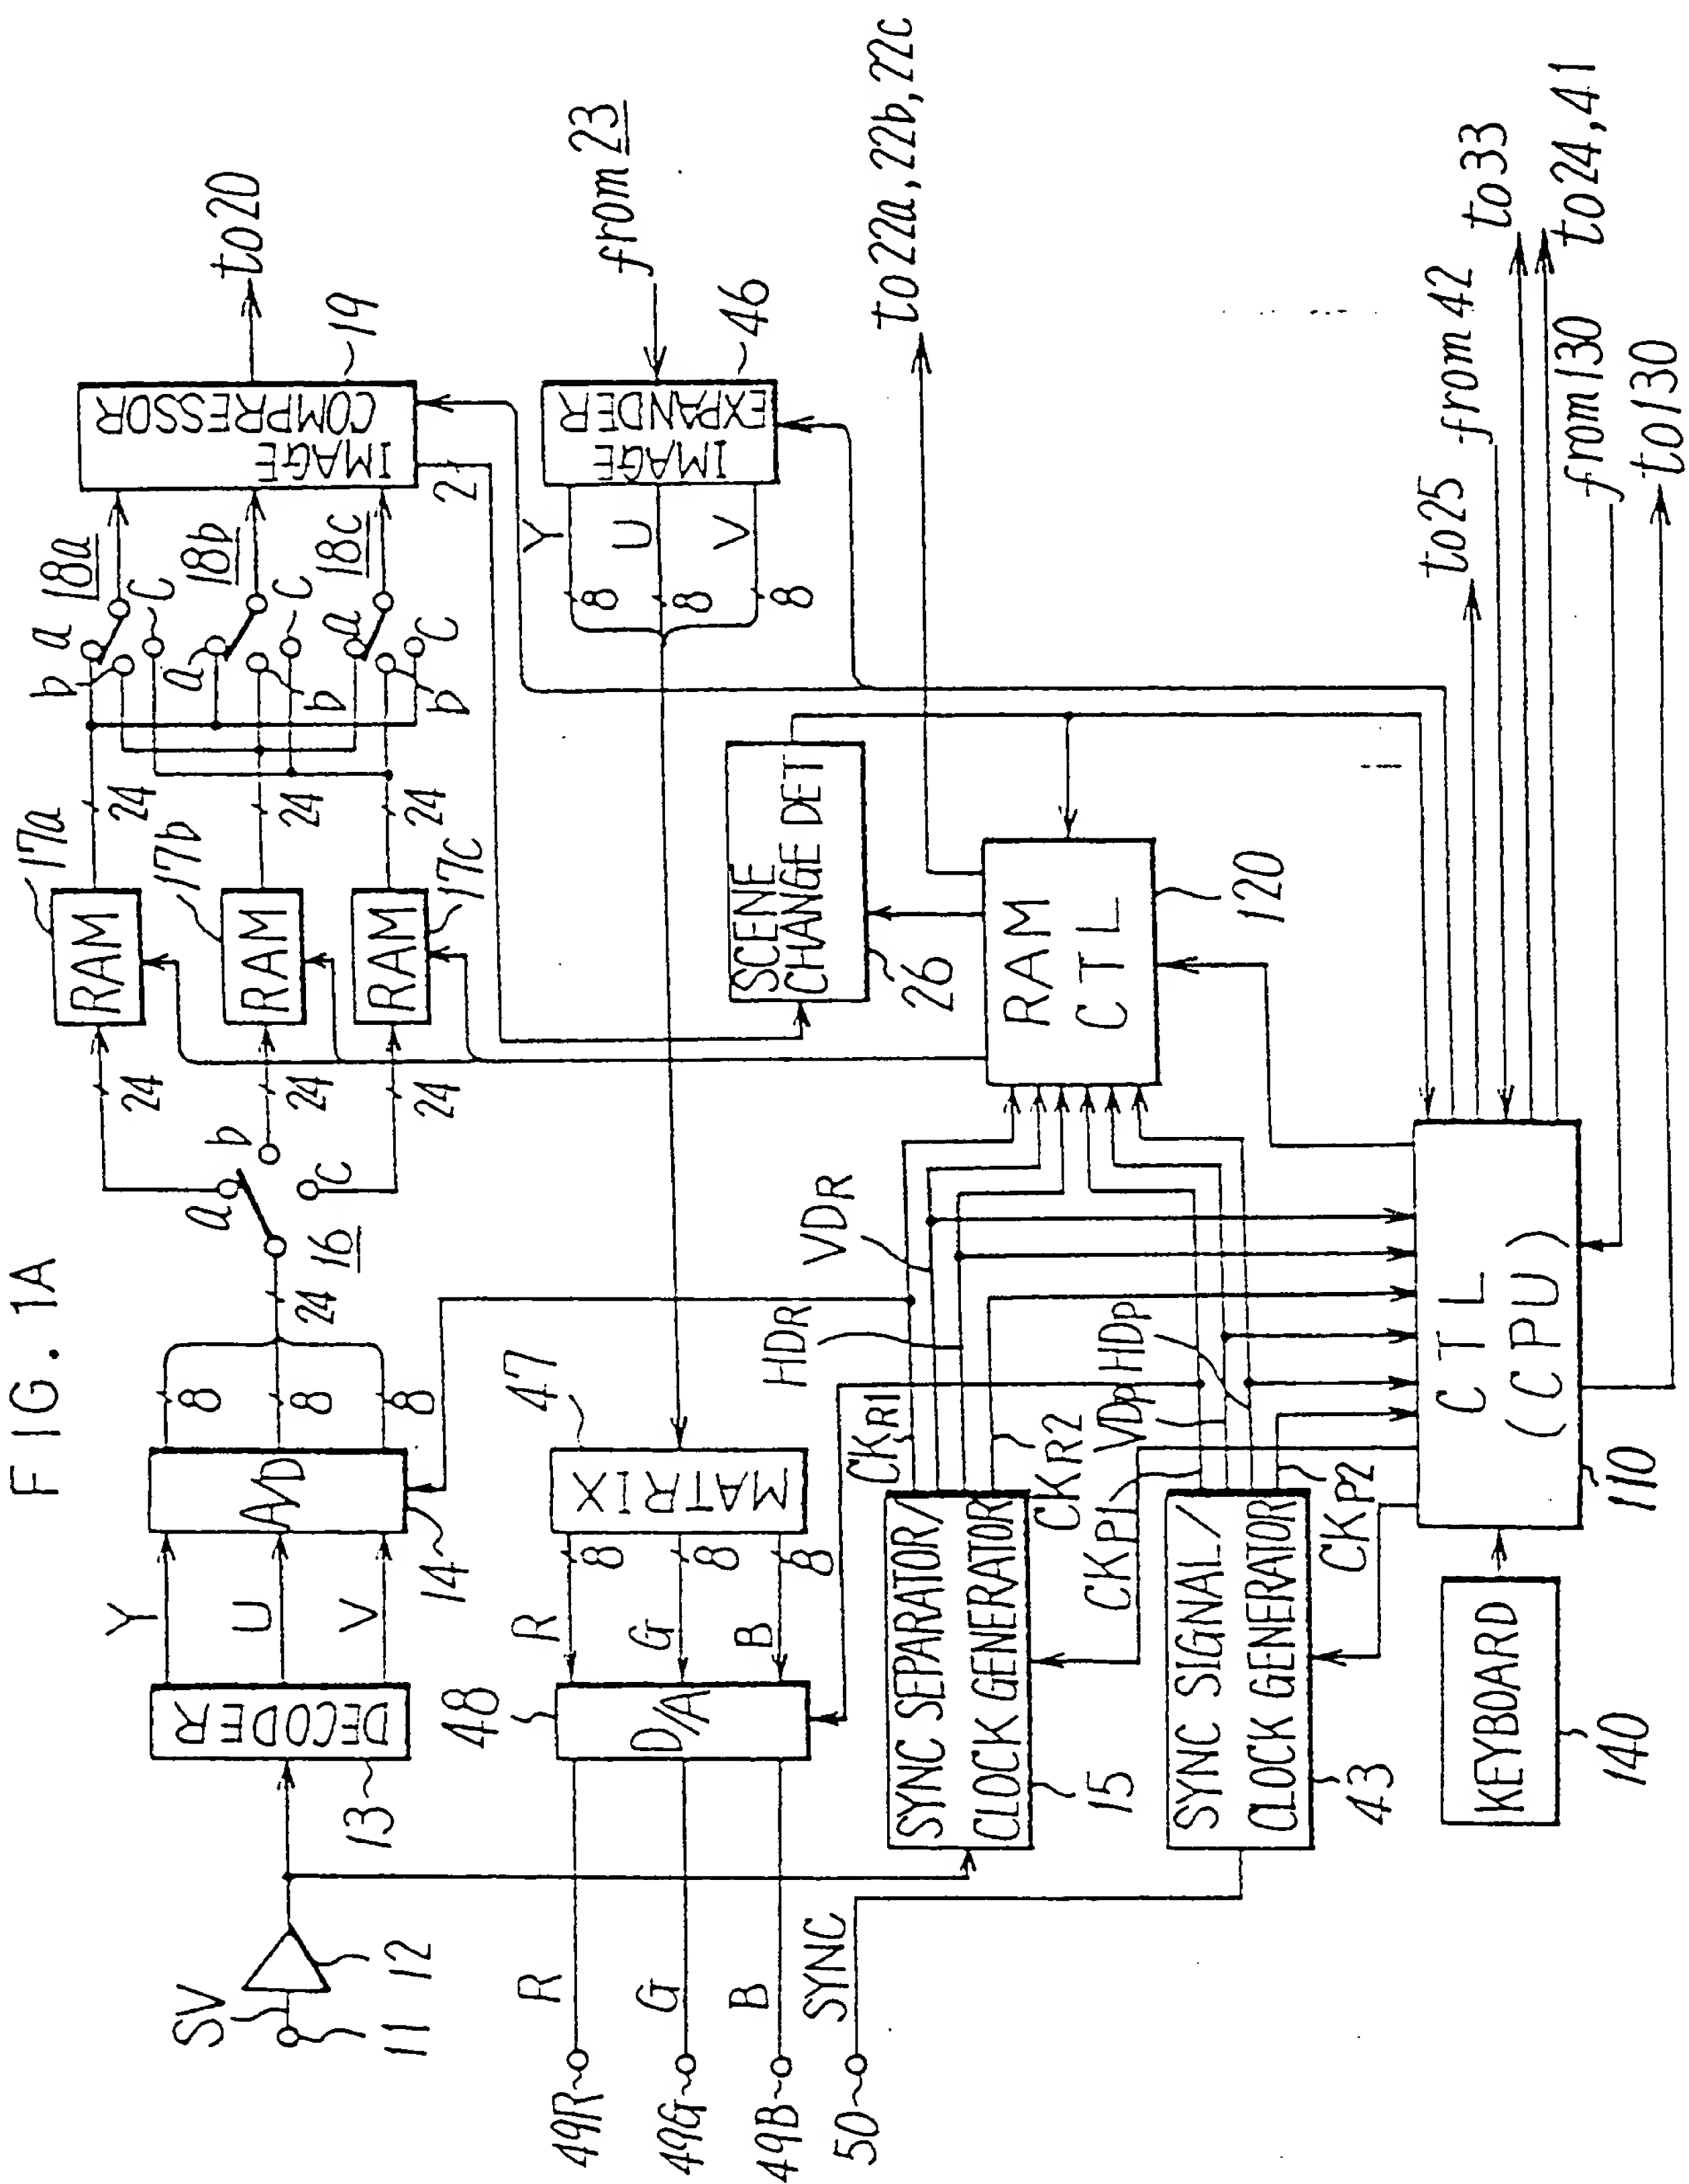 FIG. 1A
SV
11
12
13
DECODER
Y
U
V
A/D
14
8
8
8
24
16
a
b
c
24
24
24
RAM
RAM
RAM
17a
17b
17c
24
24
24
a
b
C
a
b
C
a
b
C
18a
18b
18c
IMAGE
COMPRESSOR
19
2
to 20
49R
49G
49B
R
G
B
D/A
48
R
G
B
8
8
8
MATRIX
47
Y
U
V
8
8
8
IMAGE
EXPANDER
46
from 23
50
SYNC
SYNC SEPARATOR/
CLOCK GENERATOR
15
CKR1
HDR
VDR
CKR2
SYNC SIGNAL/
CLOCK GENERATOR
43
CKP1
VDP
HDP
CKP2
SCENE
CHANGE DET
26
RAM
CTL
120
to 22a, 22b, 22c
KEYBOARD
140
CTL
(CPU)
110
to 25
from 42
to 33
to 24, 41
from 130
to 130